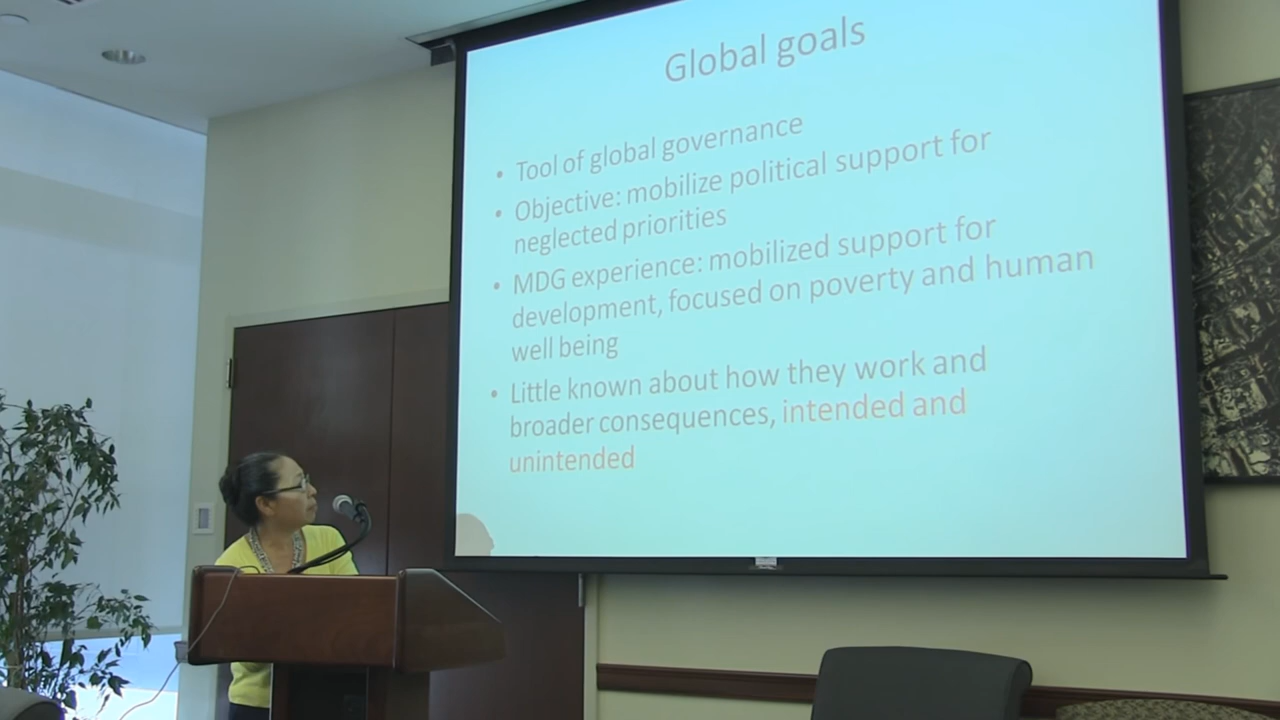 Global goals
• Tool of global governance
• Objective: mobilize political support for
neglected priorities
• MDG experience: mobilized support for
development, focused on poverty and human
well being
• Little known about how they work and
broader consequences, intended and
unintended